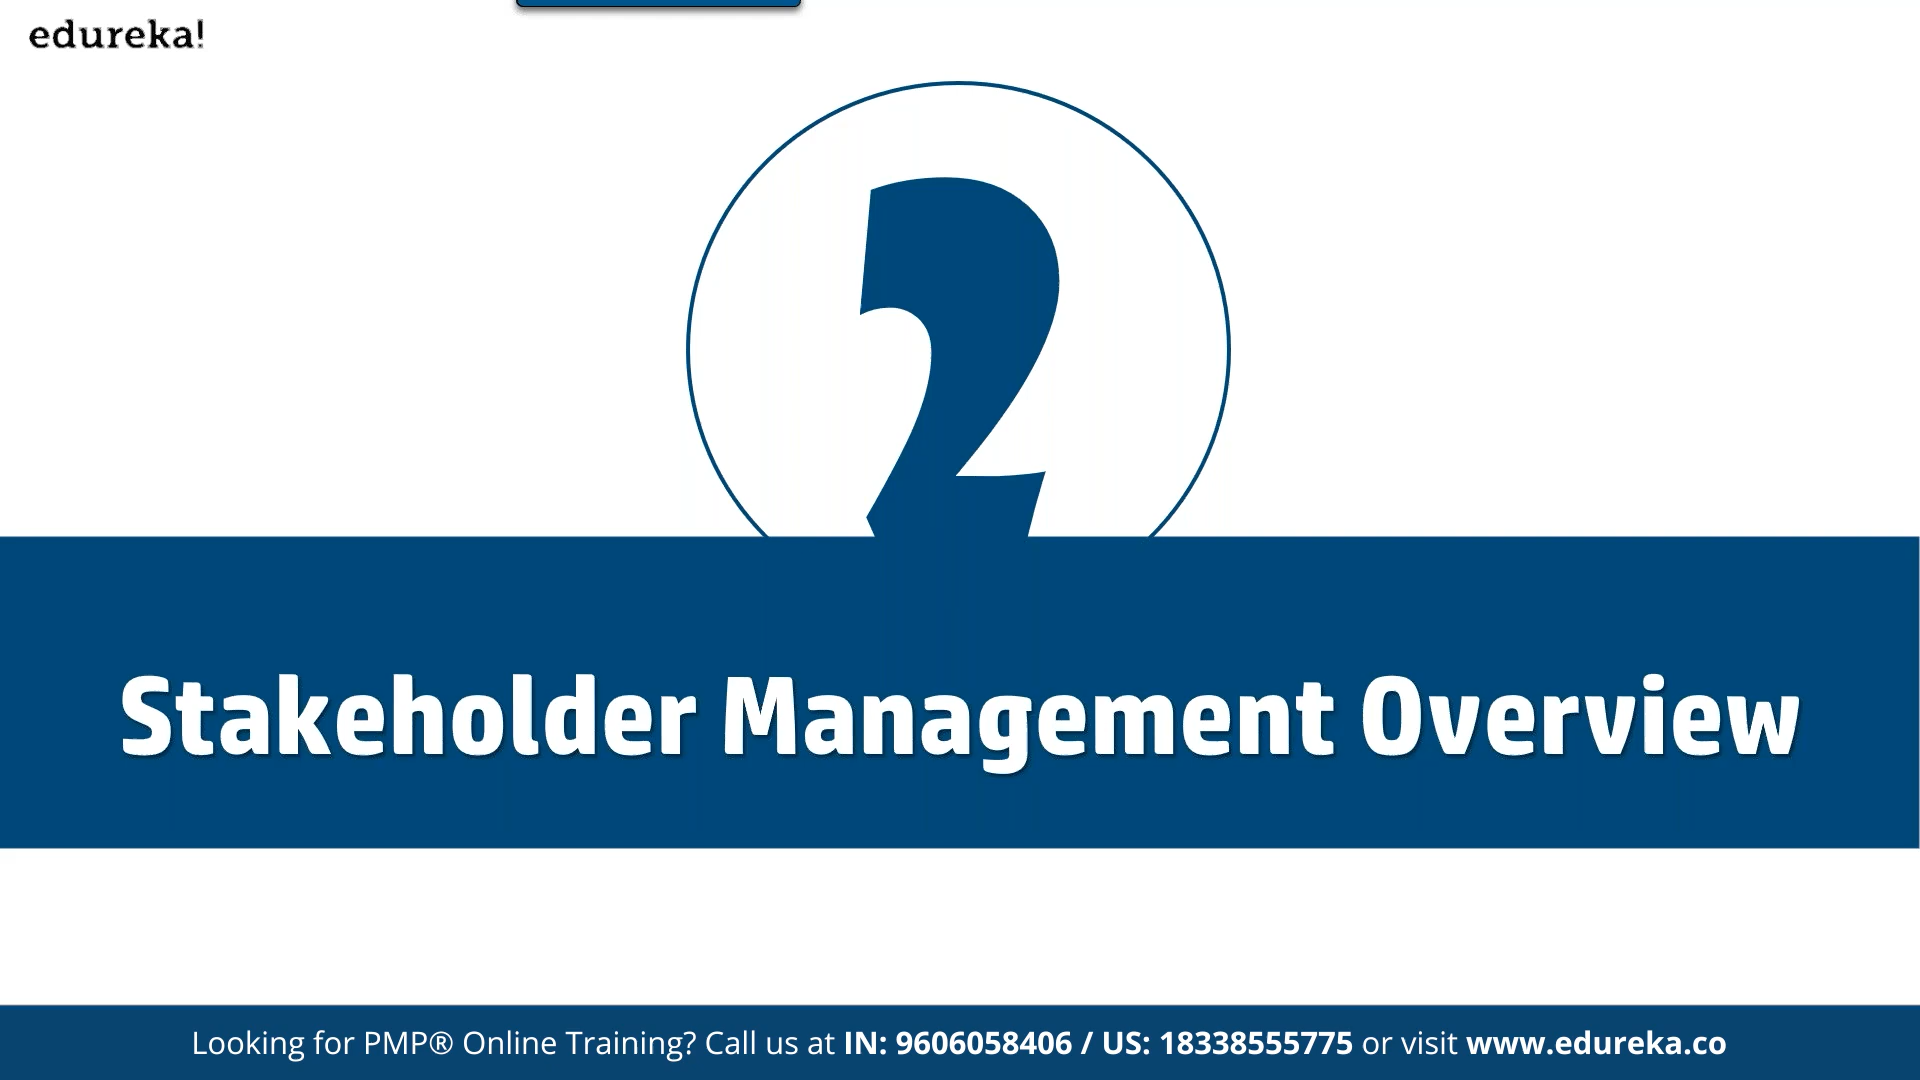 edureka!
2
Stakeholder Management Overview
Looking for PMP® Online Training? Call us at IN: 9606058406 / US: 18338555775 or visit www.edureka.co